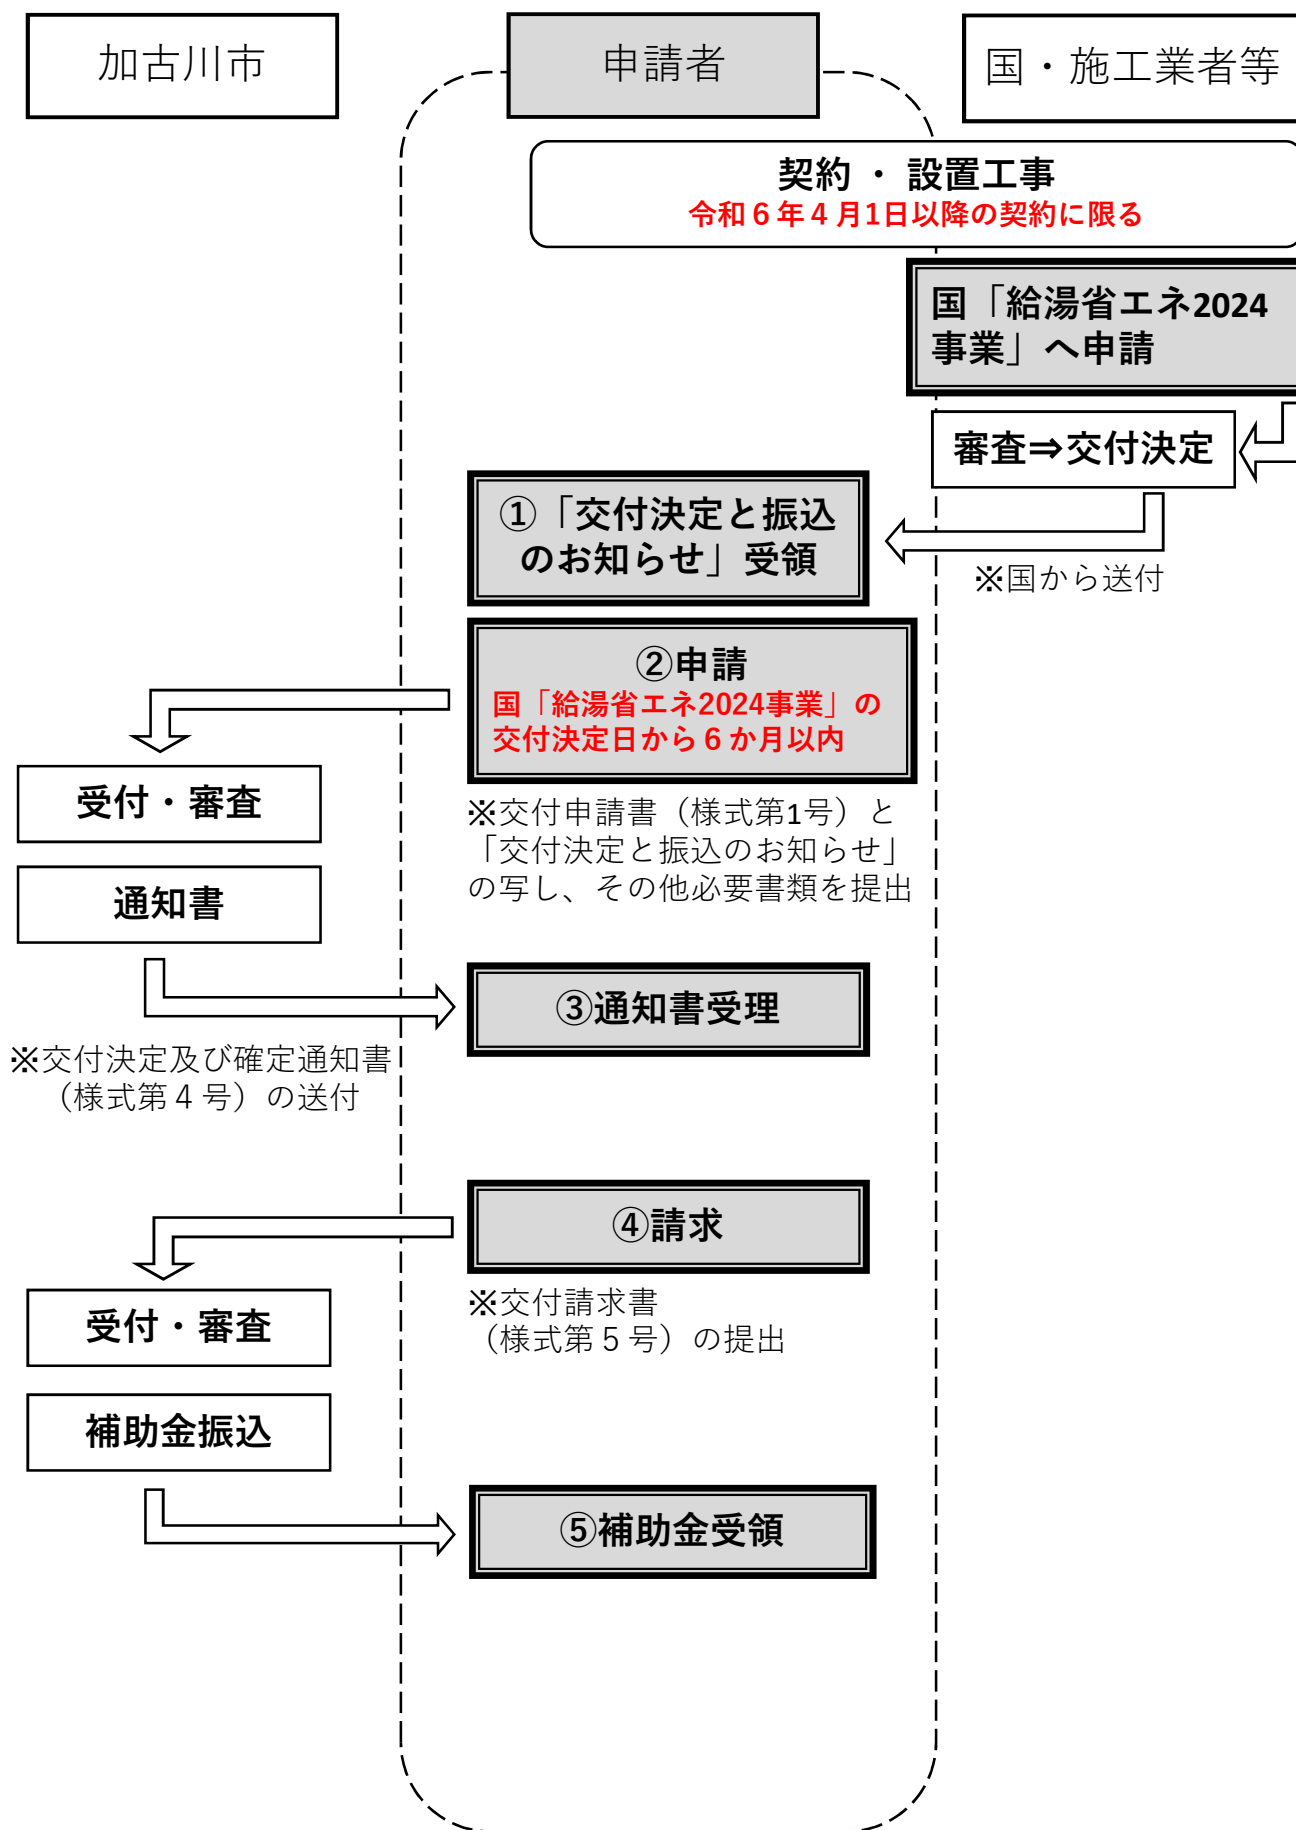 加古川市
申請者
国・施工業者等
契約 ・ 設置工事
令和６年４月1日以降の契約に限る
国「給湯省エネ2024
事業」へ申請
審査⇒交付決定
①「交付決定と振込
のお知らせ」受領
※国から送付
②申請
国「給湯省エネ2024事業」の
交付決定日から６か月以内
受付・審査
※交付申請書（様式第1号）と
「交付決定と振込のお知らせ」
の写し、その他必要書類を提出
通知書
③通知書受理
※交付決定及び確定通知書
（様式第４号）の送付
④請求
※交付請求書
（様式第５号）の提出
受付・審査
補助金振込
⑤補助金受領